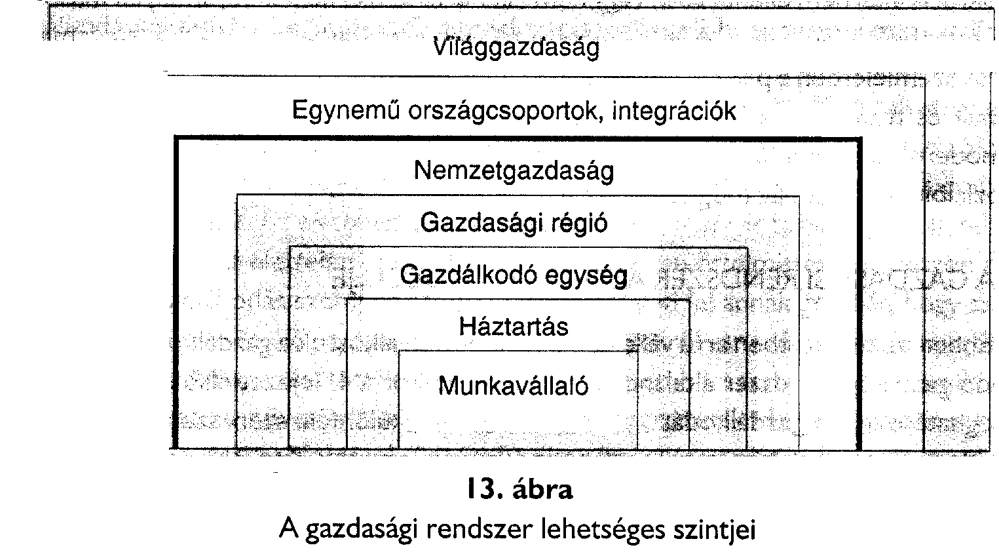 Világgazdaság
Egynemű országcsoportok, integrációk
Nemzetgazdaság
Gazdasági régió
Gazdálkodó egység
Háztartás
Munkavállaló
13. ábra
A gazdasági rendszer lehetséges szintjei